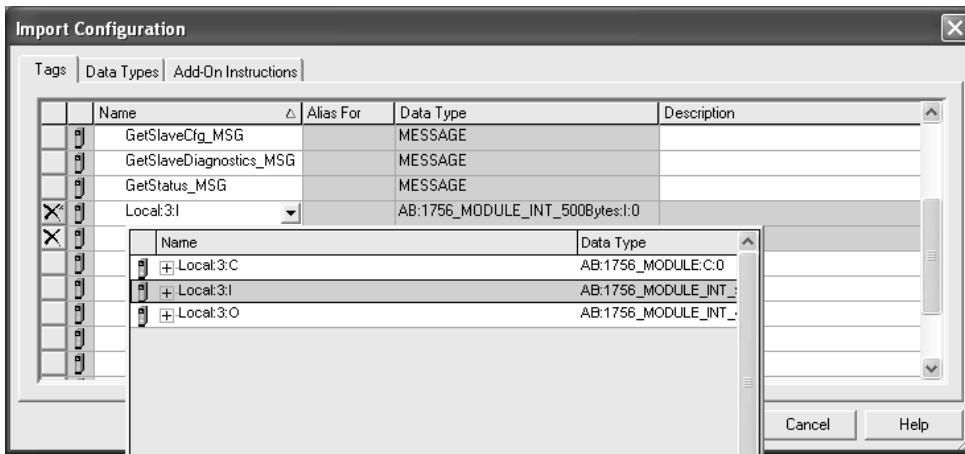 Import Configuration
Tags Data Types Add-On Instructions
Name Alias For Data Type Description
GetSlaveCfg_MSG MESSAGE
GetSlaveDiagnostics_MSG MESSAGE
GetStatus_MSG MESSAGE
Local:3:I AB:1756_MODULE_INT_500Bytes:I:0
Name Data Type
Local:3:C AB:1756_MODULE:C:0
Local:3:I AB:1756_MODULE_INT_
Local:3:O AB:1756_MODULE_INT_
Cancel Help